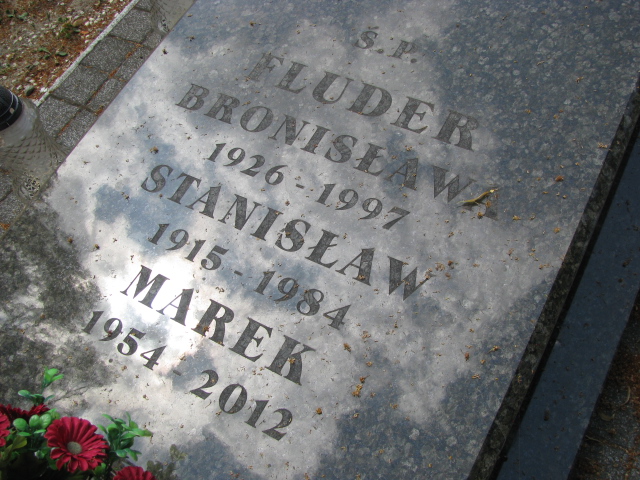 Ś.P.
FLUDER
BRONISŁAWA
1926 - 1997
STANISŁAW
1915 - 1984
MAREK
1954 - 2012